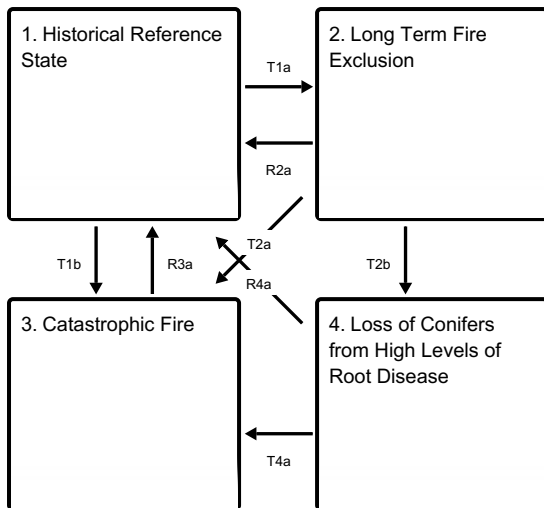 1. Historical Reference
State
2. Long Term Fire
Exclusion
T1a
R2a
T1b
R3a
T2a
R4a
T2b
3. Catastrophic Fire
4. Loss of Conifers
from High Levels of
Root Disease
T4a